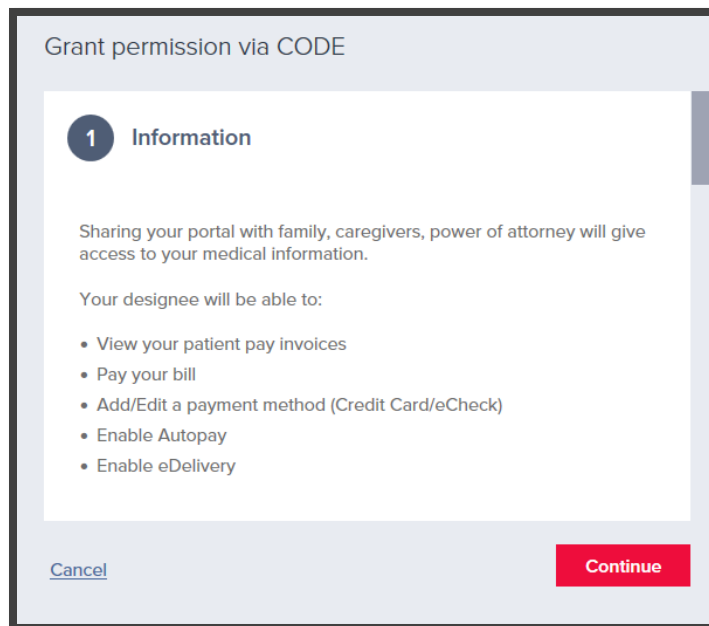 Grant permission via CODE
1 Information
Sharing your portal with family, caregivers, power of attorney will give
access to your medical information.
Your designee will be able to:
• View your patient pay invoices
• Pay your bill
• Add/Edit a payment method (Credit Card/eCheck)
• Enable Autopay
• Enable eDelivery
Cancel
Continue